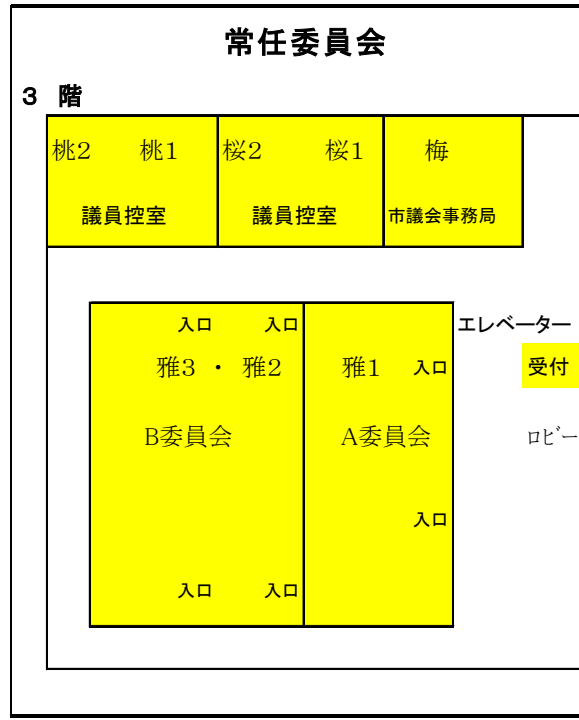 常任委員会
３ 階
桃2 桃1 桜2 桜1 梅
議員控室 議員控室 市議会事務局
入口 入口 エレベーター
雅3 ・ 雅2 雅1 入口 受付
B委員会 A委員会 ﾛﾋﾞｰ
入口
入口 入口